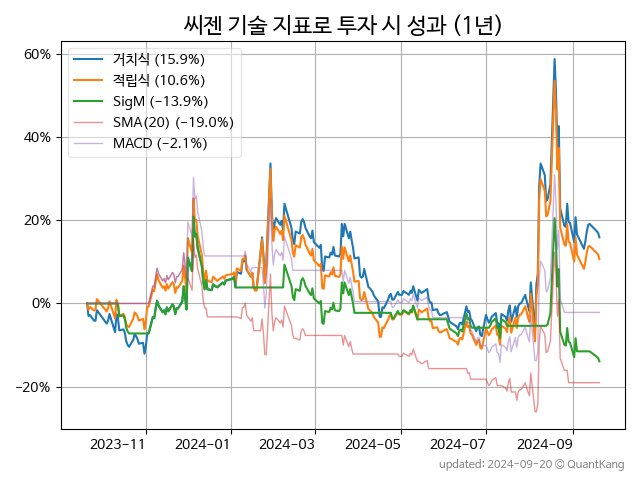 씨젠 기술 지표로 투자 시 성과 (1년)
60%
40%
20%
0%
−20%
거치식 (15.9%)
적립식 (10.6%)
SigM (−13.9%)
SMA(20) (−19.0%)
MACD (−2.1%)
2023-11
2024-01
2024-03
2024-05
2024-07
2024-09
updated: 2024-09-20 @ QuantKang